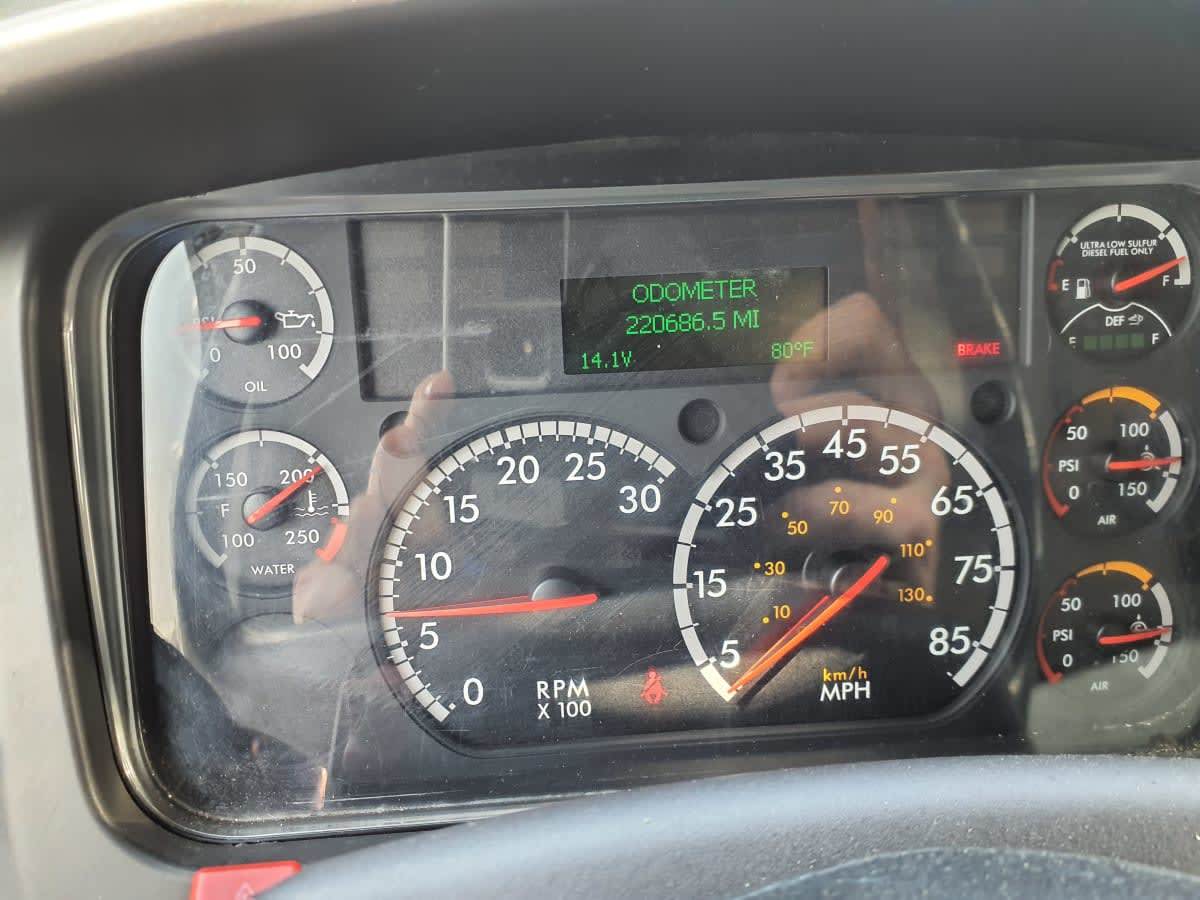 50
PSI
0 100
OIL
150 200
F
100 250
WATER
ODOMETER
220686.5 MI
14.1V 80°F
BRAKE
ULTRA LOW SULFUR
DIESEL FUEL ONLY
E F
DEF
E F
50 100
PSI
0 150
AIR
50 100
PSI
0 150
AIR
0
5
10
15
20
25
30
RPM
X 100
5
15
25
35
45
55
65
75
85
10
30
50
70
90
110
130
km/h
MPH